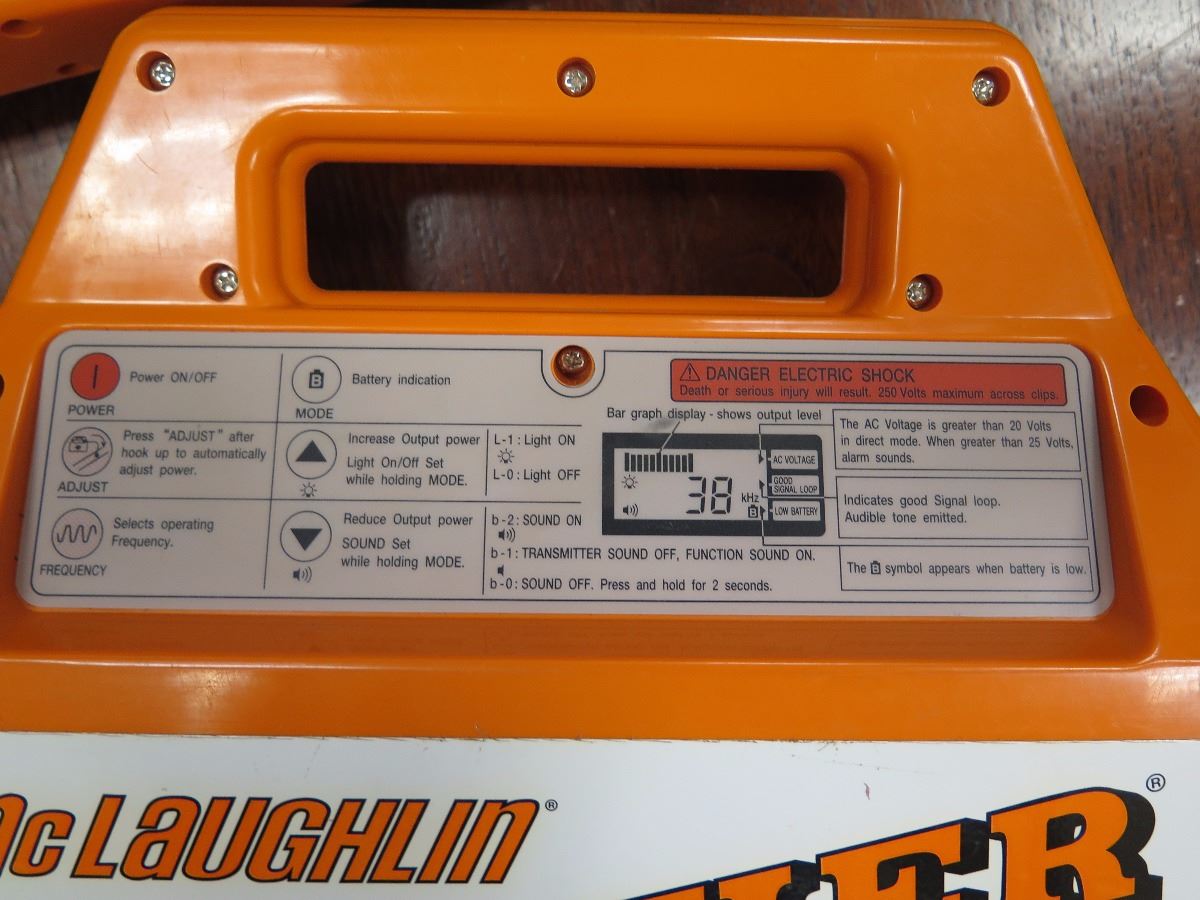 Power ON/OFF
POWER
Press "ADJUST" after
hook up to automatically
adjust power.
ADJUST
Selects operating
Frequency.
FREQUENCY
B
Battery indication
MODE
Increase Output power
Light On/Off Set
while holding MODE.
L-1 : Light ON
L-0 : Light OFF
Reduce Output power
SOUND Set
while holding MODE.
b-2 : SOUND ON
b-1 : TRANSMITTER SOUND OFF, FUNCTION SOUND ON.
b-0 : SOUND OFF. Press and hold for 2 seconds.
DANGER ELECTRIC SHOCK
Death or serious injury will result. 250 Volts maximum across clips.
Bar graph display - shows output level
38 kHz
B
AC VOLTAGE
GOOD
SIGNAL LOOP
LOW BATTERY
The AC Voltage is greater than 20 Volts
in direct mode. When greater than 25 Volts,
alarm sounds.
Indicates good Signal loop.
Audible tone emitted.
The B symbol appears when battery is low.
McLAUGHLIN®
ER®